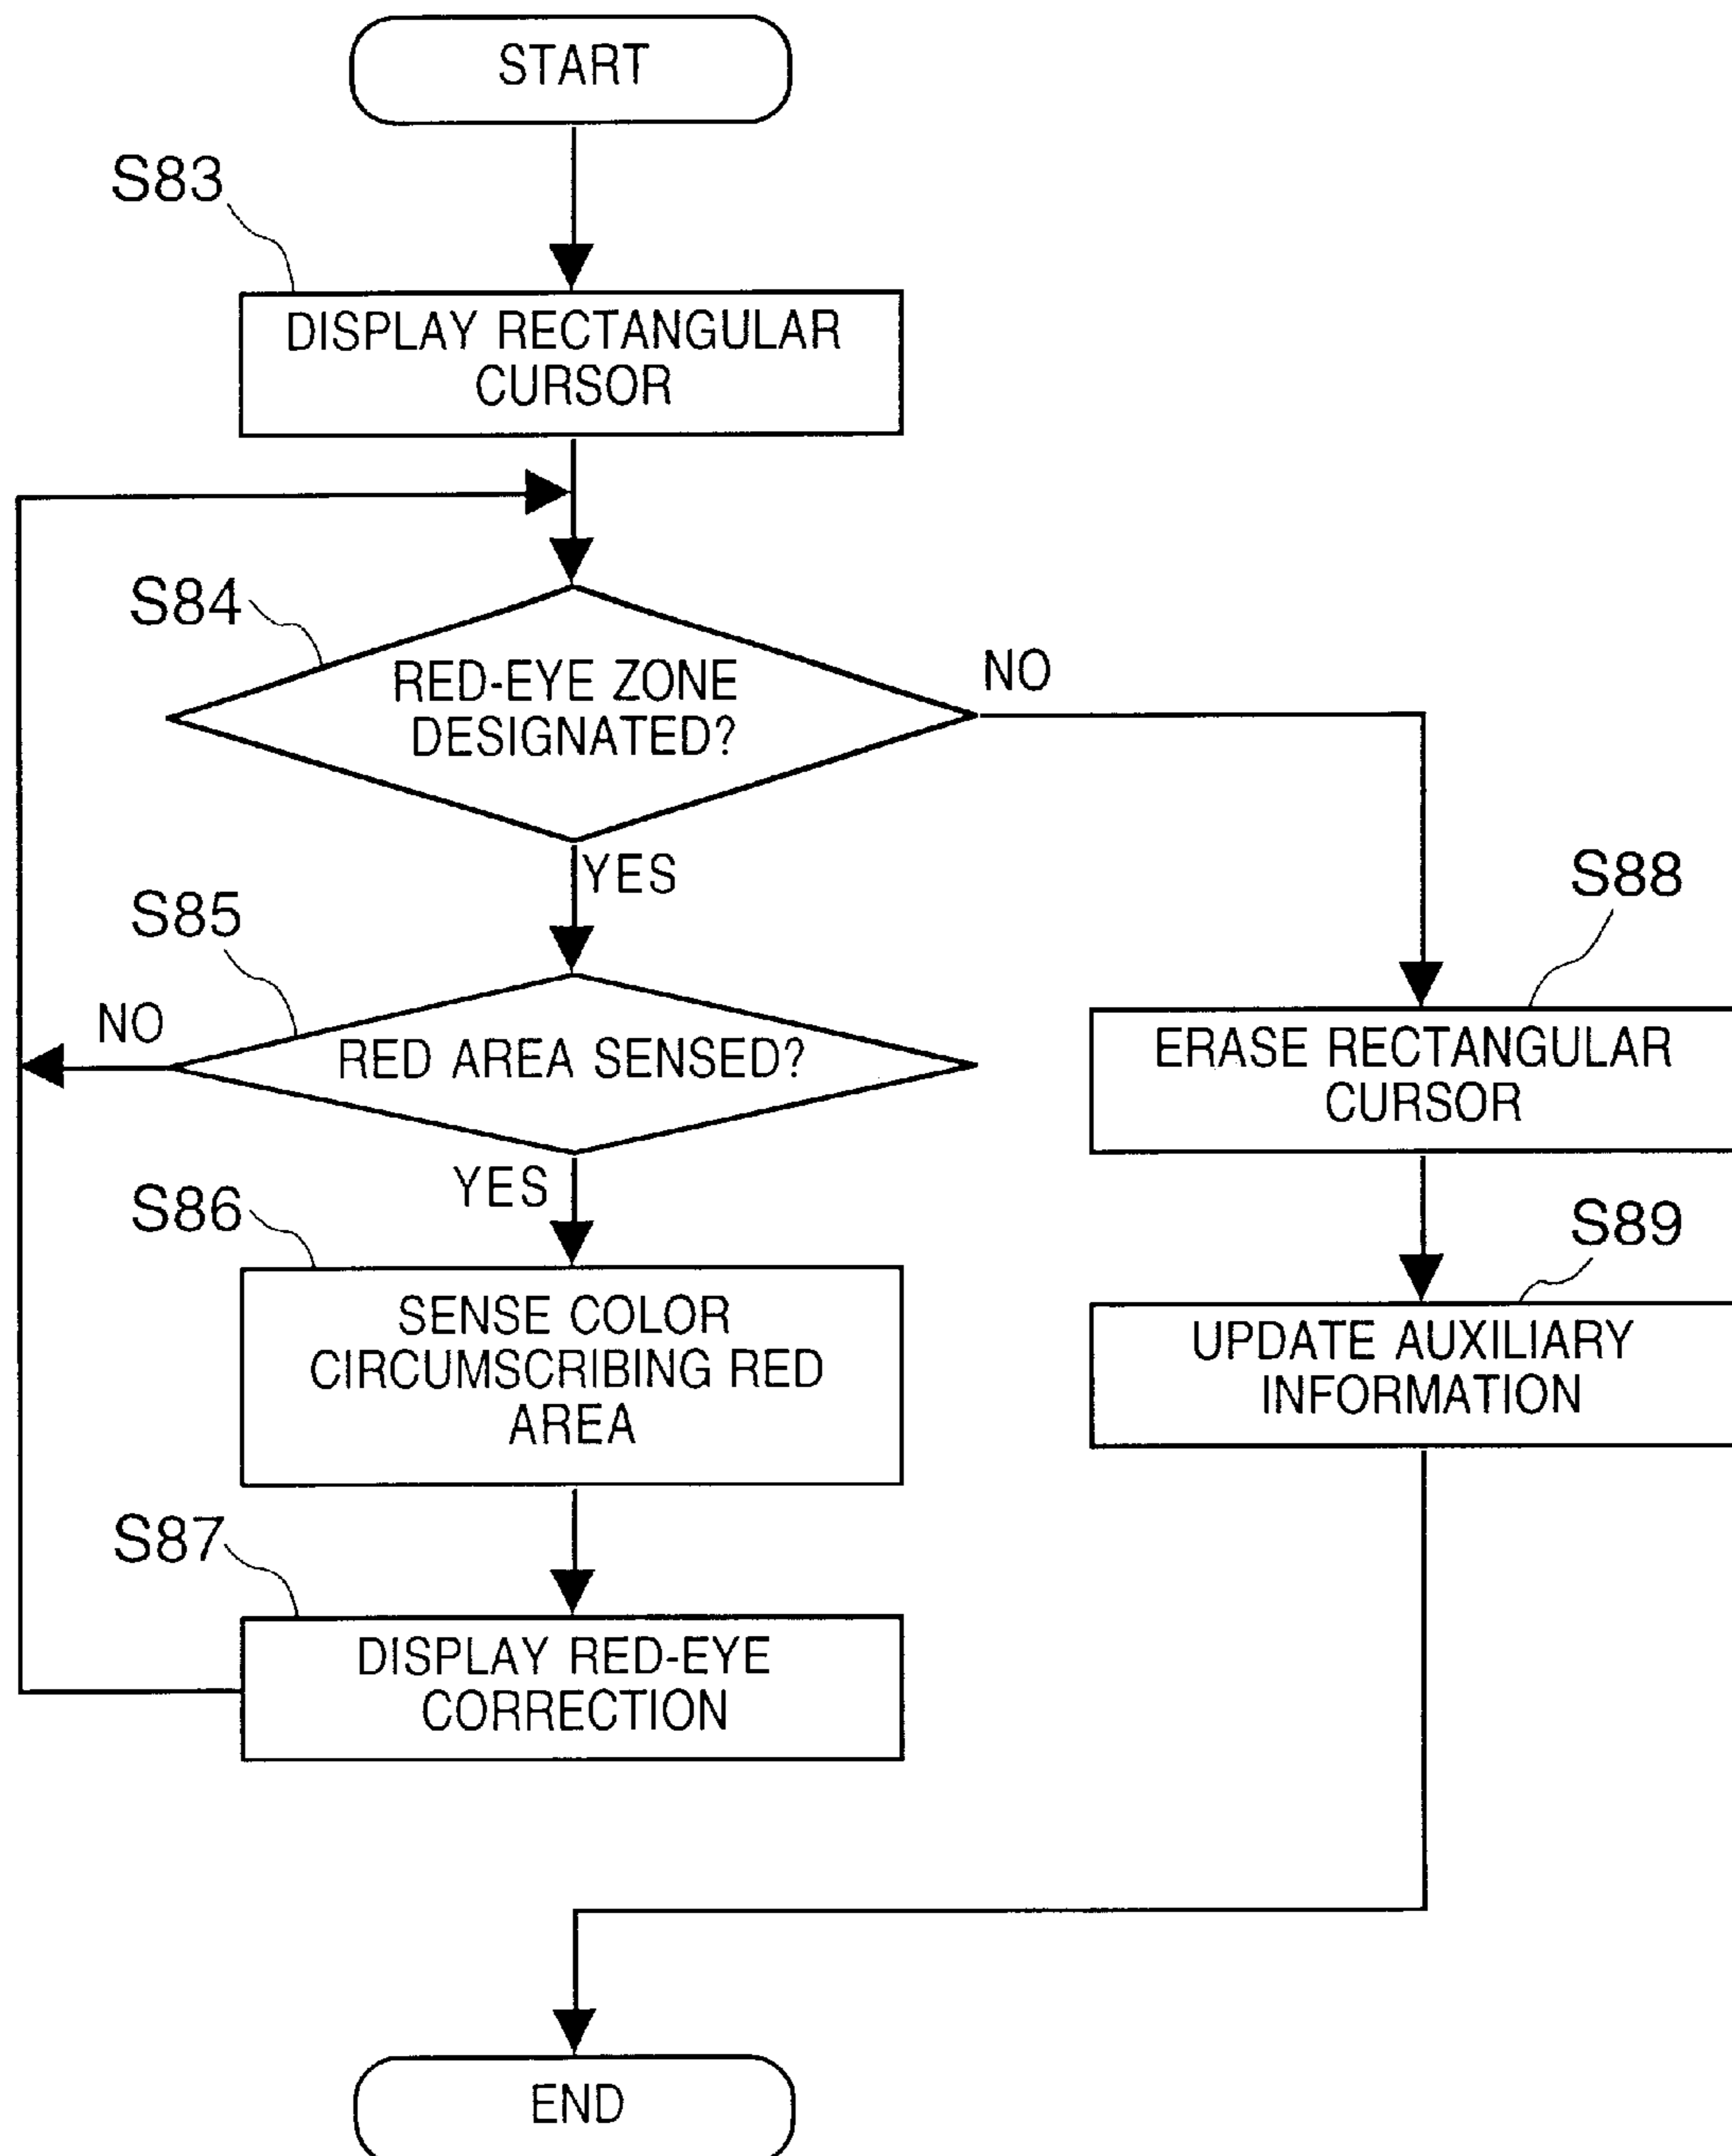 START
S83
DISPLAY RECTANGULAR
CURSOR
S84
RED-EYE ZONE
DESIGNATED?
NO
YES
S85
NO
RED AREA SENSED?
YES
S86
SENSE COLOR
CIRCUMSCRIBING RED
AREA
S87
DISPLAY RED-EYE
CORRECTION
S88
ERASE RECTANGULAR
CURSOR
S89
UPDATE AUXILIARY
INFORMATION
END